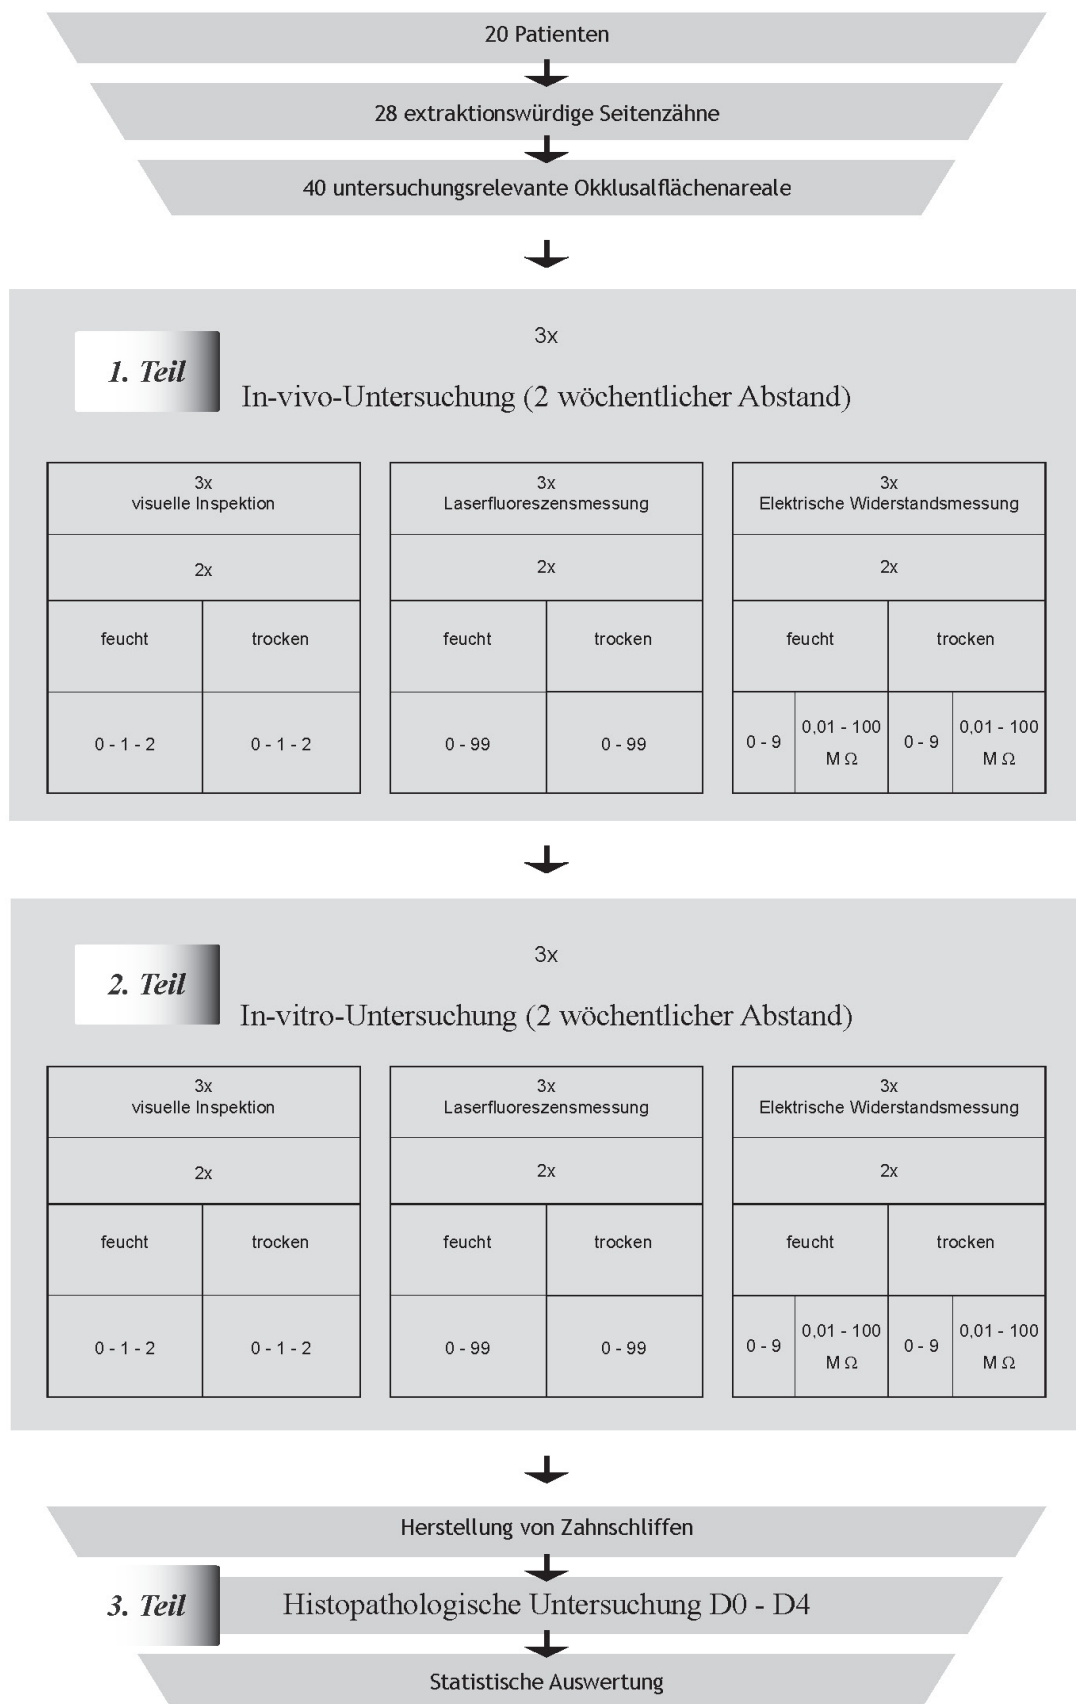 20 Patienten
28 extraktionswürdige Seitenzähne
40 untersuchungsrelevante Okklusalflächenareale
3x
1. Teil
In-vivo-Untersuchung (2 wöchentlicher Abstand)
3x
visuelle Inspektion
2x
feucht
trocken
0 - 1 - 2
0 - 1 - 2
3x
Laserfluoreszensmessung
2x
feucht
trocken
0 - 99
0 - 99
3x
Elektrische Widerstandsmessung
2x
feucht
trocken
0 - 9
0,01 - 100
M Ω
0 - 9
0,01 - 100
M Ω
3x
2. Teil
In-vitro-Untersuchung (2 wöchentlicher Abstand)
3x
visuelle Inspektion
2x
feucht
trocken
0 - 1 - 2
0 - 1 - 2
3x
Laserfluoreszensmessung
2x
feucht
trocken
0 - 99
0 - 99
3x
Elektrische Widerstandsmessung
2x
feucht
trocken
0 - 9
0,01 - 100
M Ω
0 - 9
0,01 - 100
M Ω
Herstellung von Zahnschliffen
3. Teil
Histopathologische Untersuchung D0 - D4
Statistische Auswertung